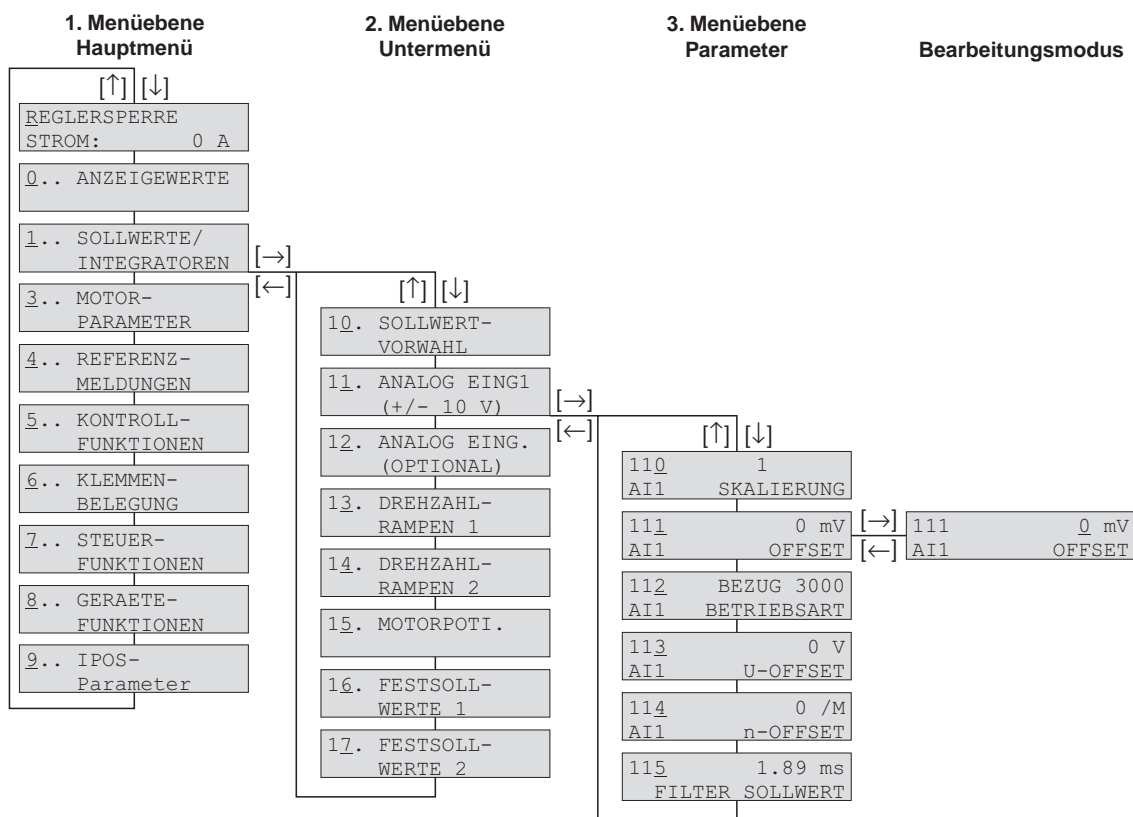 1. Menüebene
Hauptmenü
2. Menüebene
Untermenü
3. Menüebene
Parameter
Bearbeitungsmodus
[↑] [↓]
REGLERSPERRE
STROM: 0 A
0.. ANZEIGEWERTE
1.. SOLLWERTE/
INTEGRATOREN
[→]
[←]
3.. MOTOR-
PARAMETER
4.. REFERENZ-
MELDUNGEN
5.. KONTROLL-
FUNKTIONEN
6.. KLEMMEN-
BELEGUNG
7.. STEUER-
FUNKTIONEN
8.. GERAETE-
FUNKTIONEN
9.. IPOS-
Parameter
[↑] [↓]
10. SOLLWERT-
VORWAHL
11. ANALOG EING1
(+/- 10 V)
[→]
[←]
12. ANALOG EING.
(OPTIONAL)
13. DREHZAHL-
RAMPEN 1
14. DREHZAHL-
RAMPEN 2
15. MOTORPOTI.
16. FESTSOLL-
WERTE 1
17. FESTSOLL-
WERTE 2
[↑] [↓]
110 1
AI1 SKALIERUNG
111 0 mV
AI1 OFFSET
[→]
[←]
112 BEZUG 3000
AI1 BETRIEBSART
113 0 V
AI1 U-OFFSET
114 0 /M
AI1 n-OFFSET
115 1.89 ms
FILTER SOLLWERT
111 0 mV
AI1 OFFSET